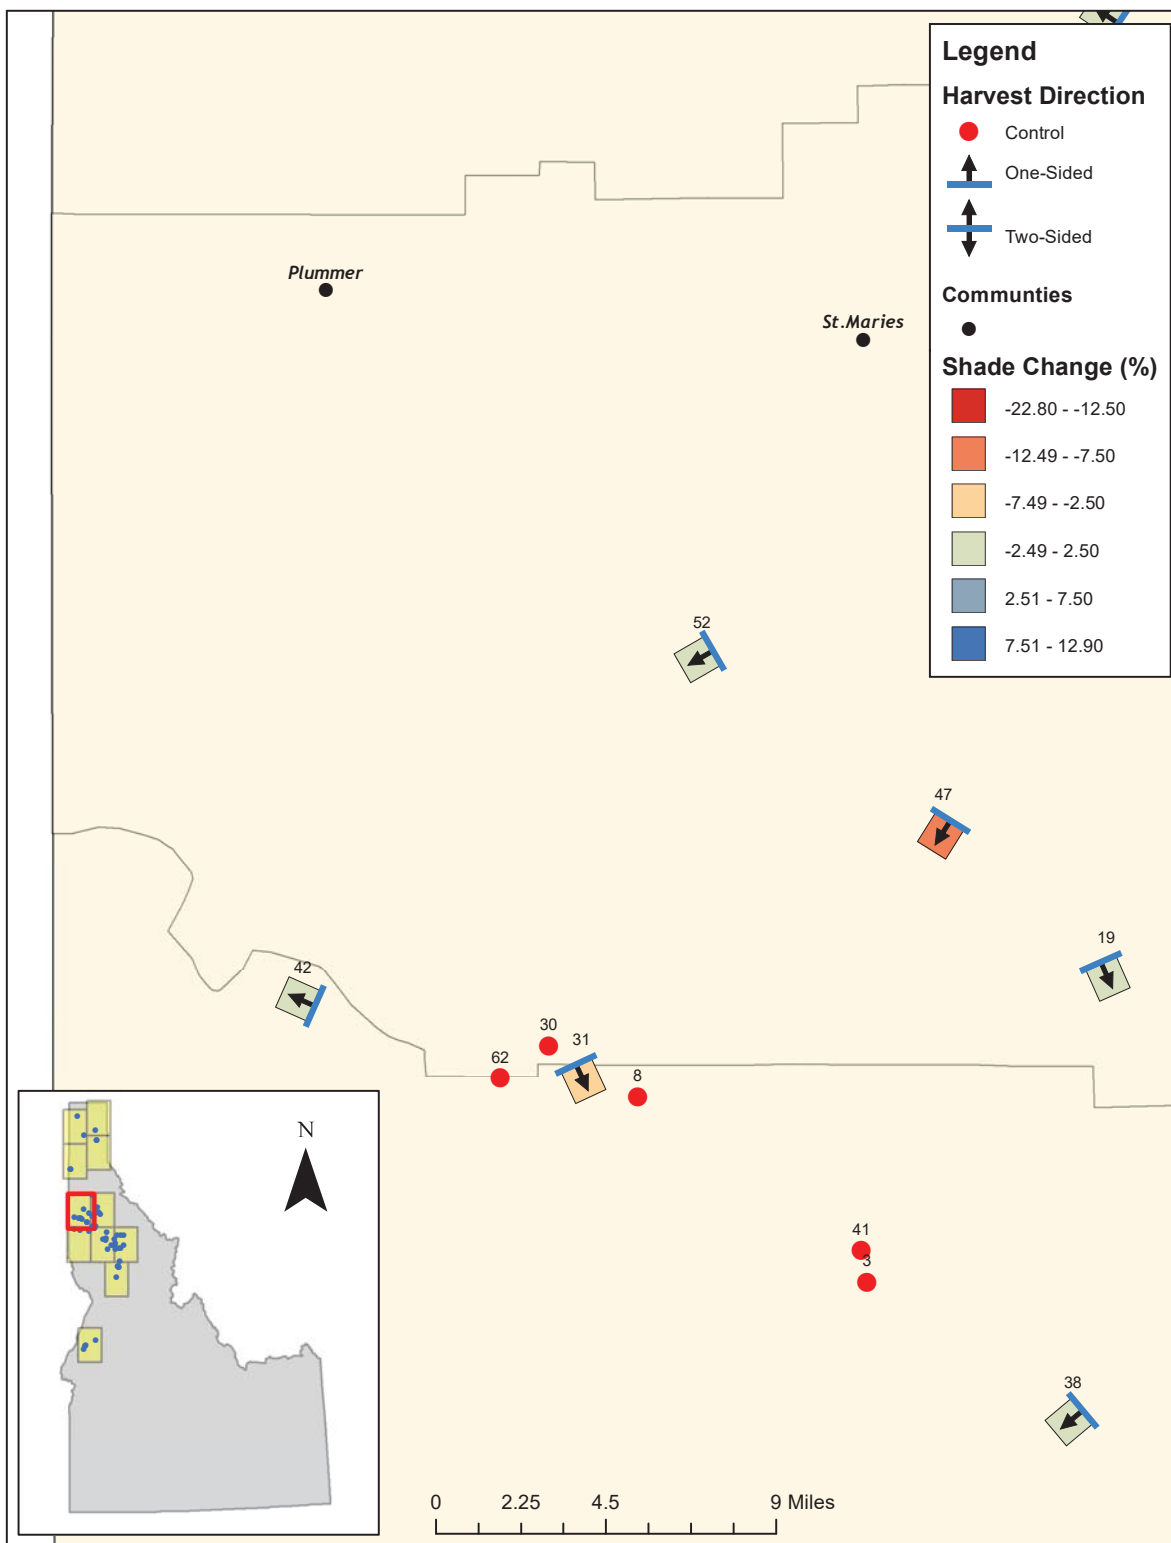 Legend
Harvest Direction
Control
One-Sided
Two-Sided
Communties
Shade Change (%)
-22.80 - -12.50
-12.49 - -7.50
-7.49 - -2.50
-2.49 - 2.50
2.51 - 7.50
7.51 - 12.90
Plummer
St.Maries
52
47
19
42
30
31
62
8
41
3
38
N
0 2.25 4.5 9 Miles